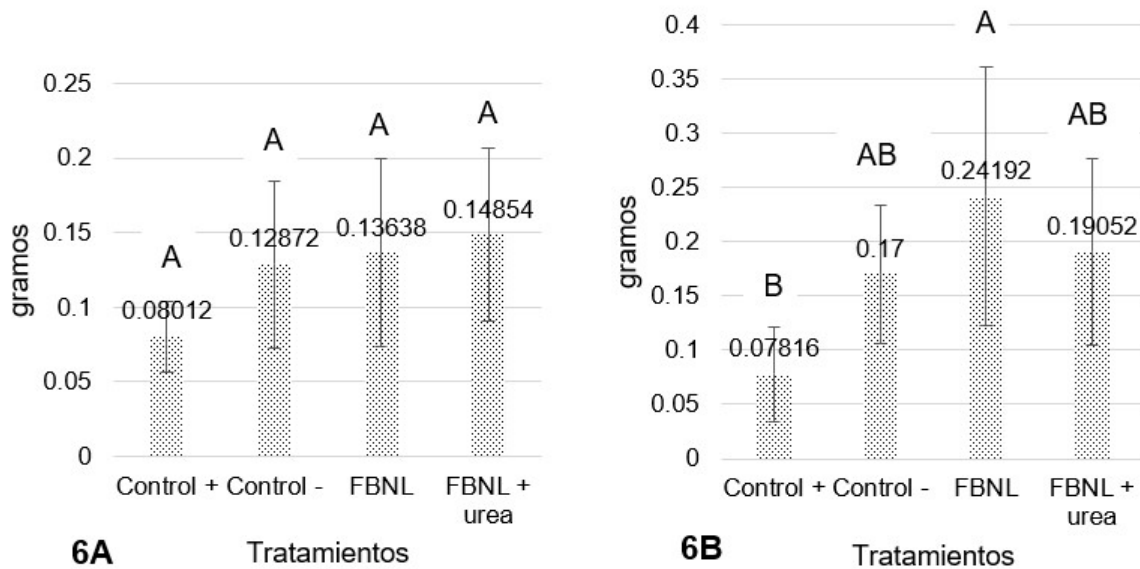 0.25
0.2
0.15
0.1
0.05
0
gramos
A
A
A
A
0.08012
0.12872
0.13638
0.14854
Control +
Control -
FBNL
FBNL +
urea
6A
Tratamientos
0.4
0.35
0.3
0.25
0.2
0.15
0.1
0.05
0
gramos
B
AB
A
AB
0.07816
0.17
0.24192
0.19052
Control +
Control -
FBNL
FBNL +
urea
6B
Tratamientos